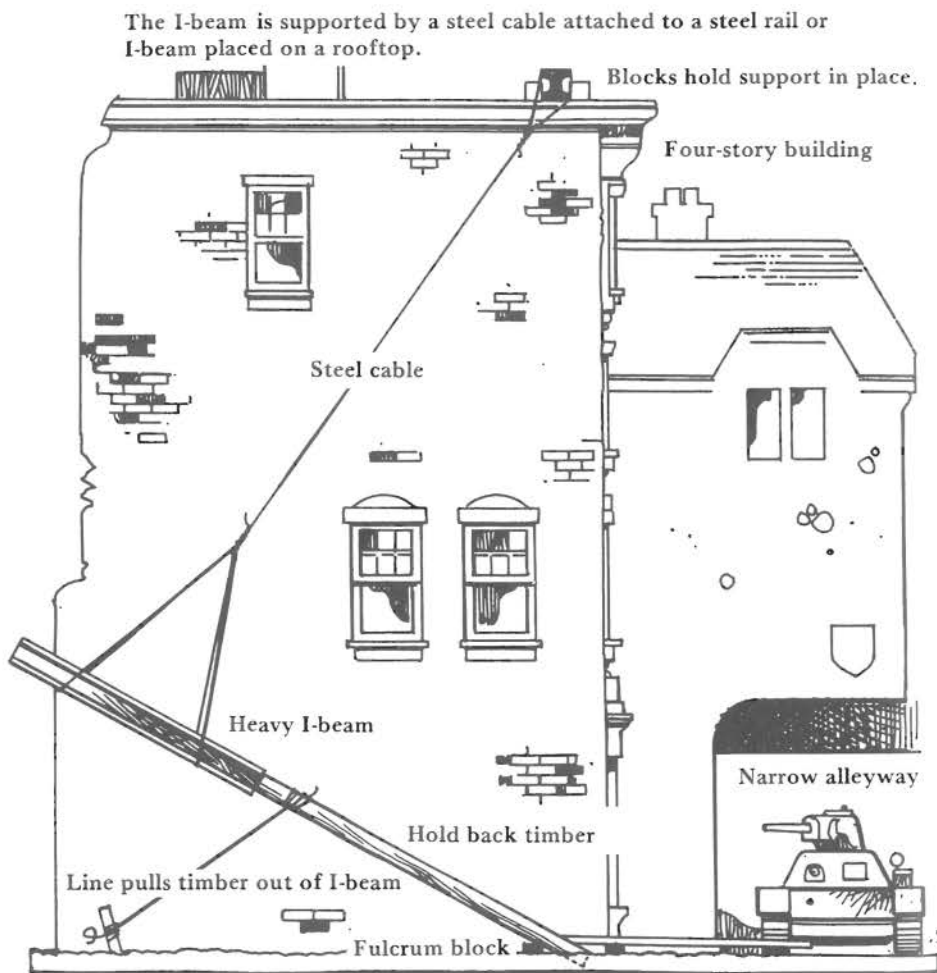 The I-beam is supported by a steel cable attached to a steel rail or
I-beam placed on a rooftop.
Blocks hold support in place.
Four-story building
Steel cable
Heavy I-beam
Narrow alleyway
Hold back timber
Line pulls timber out of I-beam
Fulcrum block